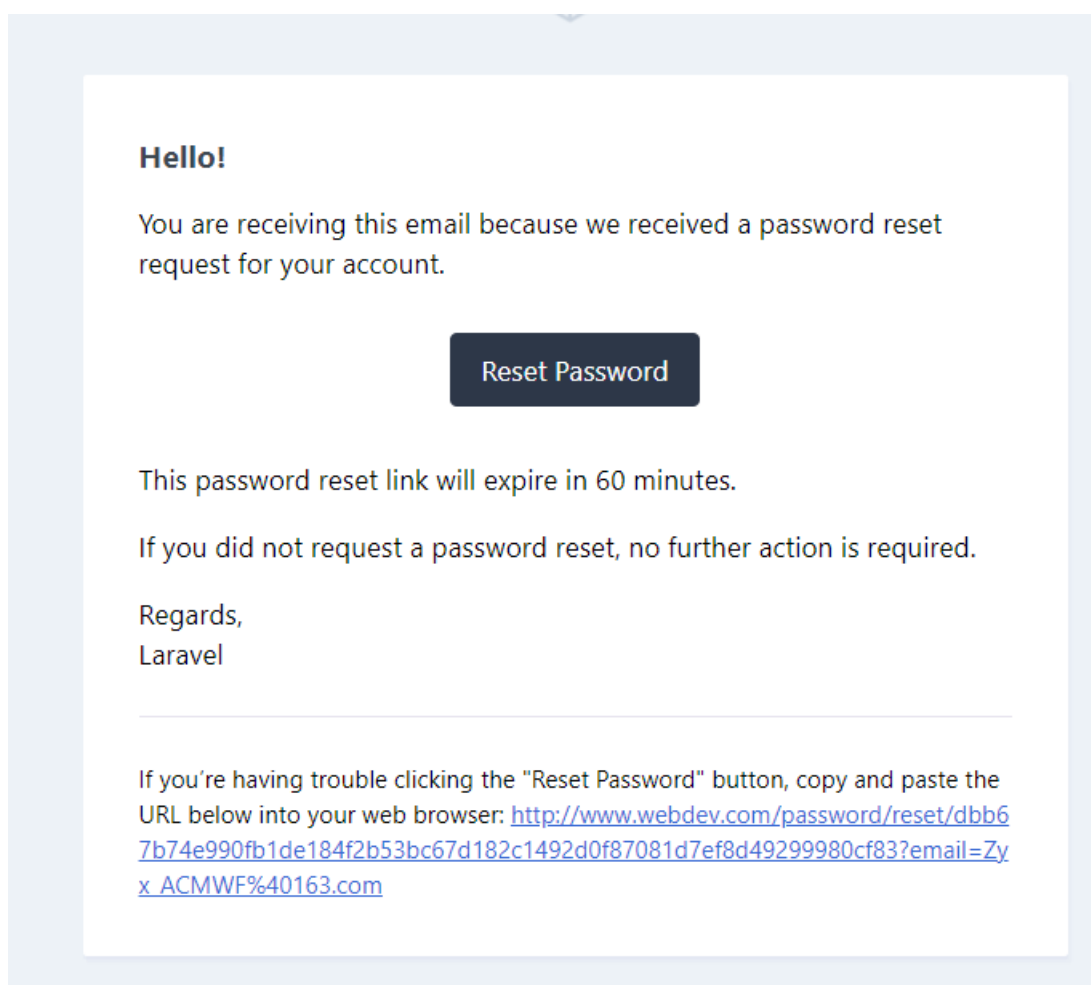 Hello!
You are receiving this email because we received a password reset
request for your account.
Reset Password
This password reset link will expire in 60 minutes.
If you did not request a password reset, no further action is required.
Regards,
Laravel
If you’re having trouble clicking the "Reset Password" button, copy and paste the
URL below into your web browser: http://www.webdev.com/password/reset/dbb6
7b74e990fb1de184f2b53bc67d182c1492d0f87081d7ef8d49299980cf83?email=Zy
x_ACMWF%40163.com